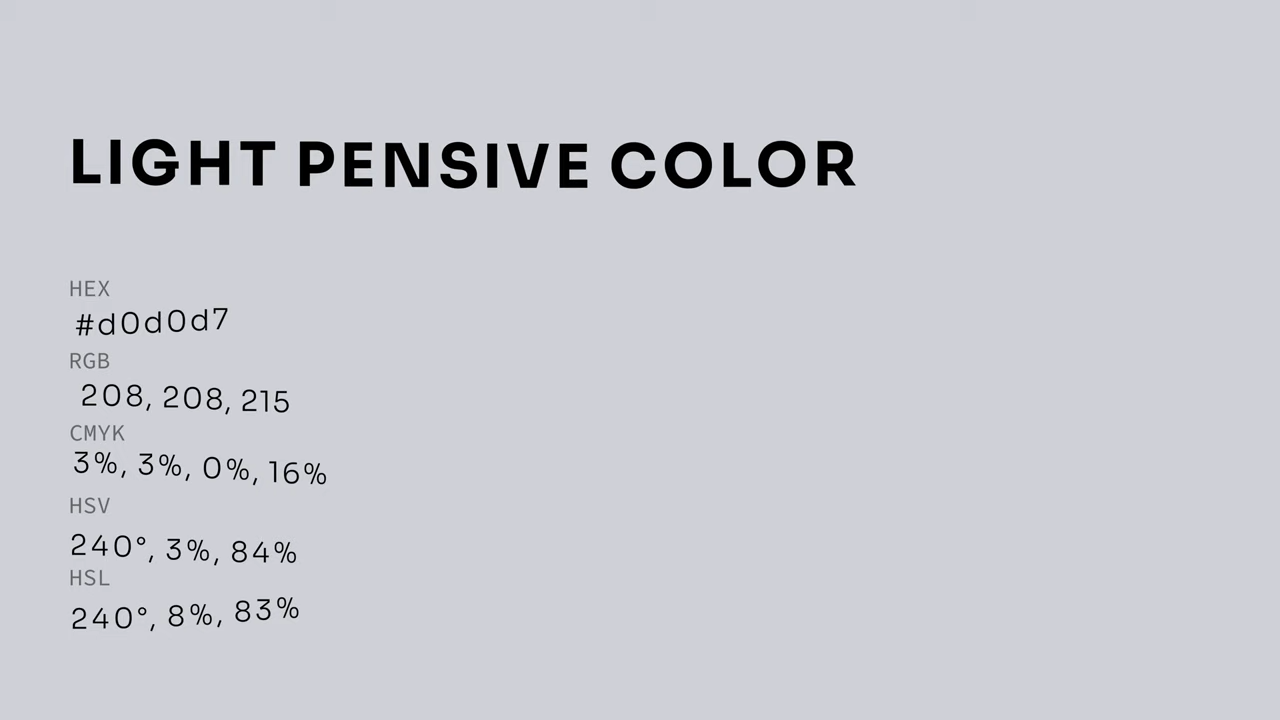 LIGHT PENSIVE COLOR
HEX
#d0d0d7
RGB
208, 208, 215
CMYK
3%, 3%, 0%, 16%
HSV
240°, 3%, 84%
HSL
240°, 8%, 83%